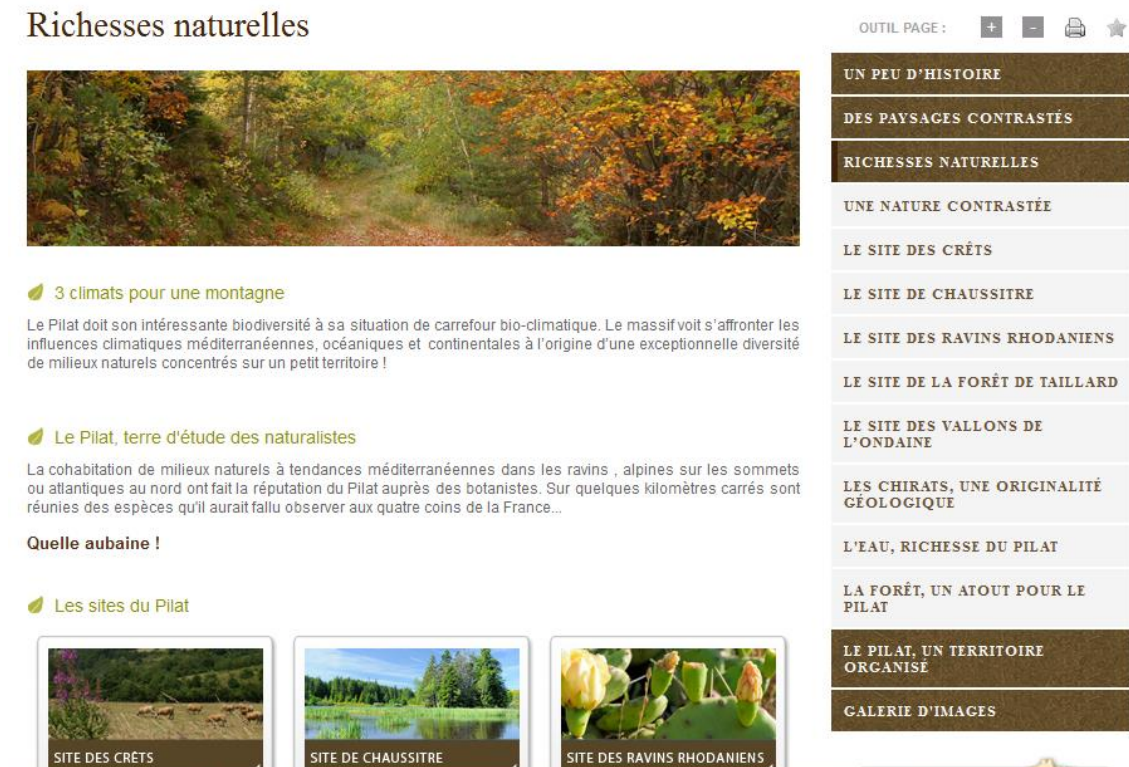 Richesses naturelles
3 climats pour une montagne
Le Pilat doit son intéressante biodiversité à sa situation de carrefour bio-climatique. Le massif voit s'affronter les
influences climatiques méditerranéennes, océaniques et continentales à l'origine d'une exceptionnelle diversité
de milieux naturels concentrés sur un petit territoire !
Le Pilat, terre d'étude des naturalistes
La cohabitation de milieux naturels à tendances méditerranéennes dans les ravins , alpines sur les sommets
ou atlantiques au nord ont fait la réputation du Pilat auprès des botanistes. Sur quelques kilomètres carrés sont
réunies des espèces qu'il aurait fallu observer aux quatre coins de la France...
Quelle aubaine !
Les sites du Pilat
SITE DES CRÊTS
SITE DE CHAUSSITRE
SITE DES RAVINS RHODANIENS
OUTIL PAGE : + -
UN PEU D'HISTOIRE
DES PAYSAGES CONTRASTÉS
RICHESSES NATURELLES
UNE NATURE CONTRASTÉE
LE SITE DES CRÊTS
LE SITE DE CHAUSSITRE
LE SITE DES RAVINS RHODANIENS
LE SITE DE LA FORÊT DE TAILLARD
LE SITE DES VALLONS DE
L'ONDAINE
LES CHIRATS, UNE ORIGINALITÉ
GÉOLOGIQUE
L'EAU, RICHESSE DU PILAT
LA FORÊT, UN ATOUT POUR LE
PILAT
LE PILAT, UN TERRITOIRE
ORGANISÉ
GALERIE D'IMAGES